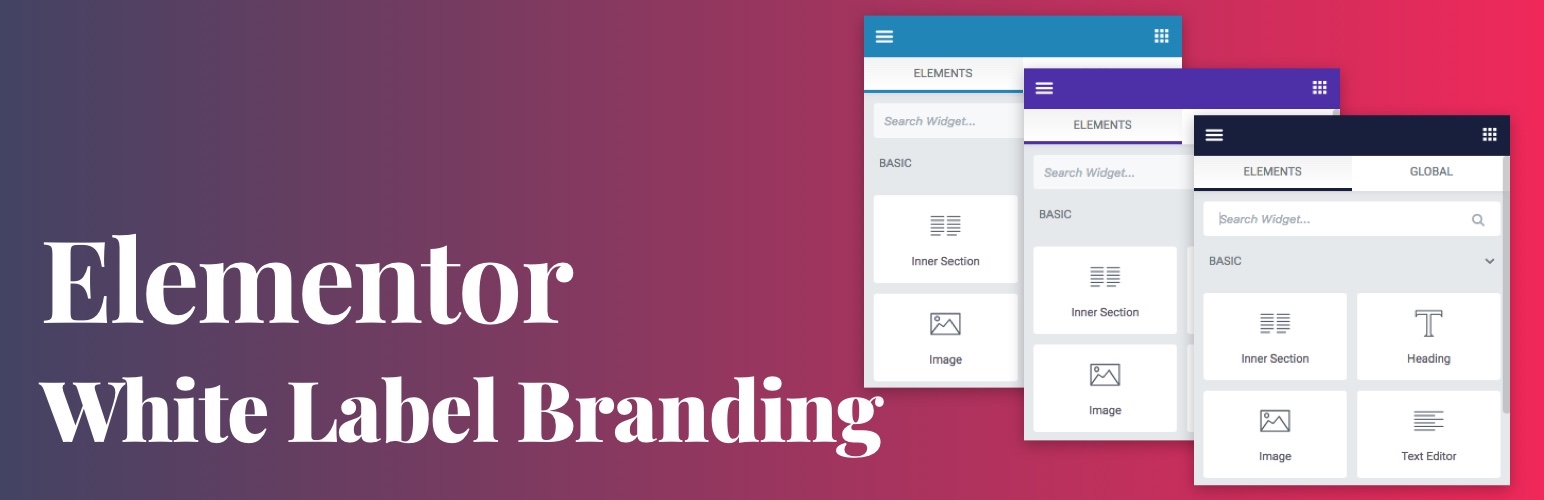 Elementor
White Label Branding
ELEMENTS
Search Widget...
BASIC
Inner Section
Image
ELEMENTS
Search Widget...
BASIC
Inner Section
Image
ELEMENTS GLOBAL
Search Widget...
BASIC
Inner Section Heading
Image Text Editor